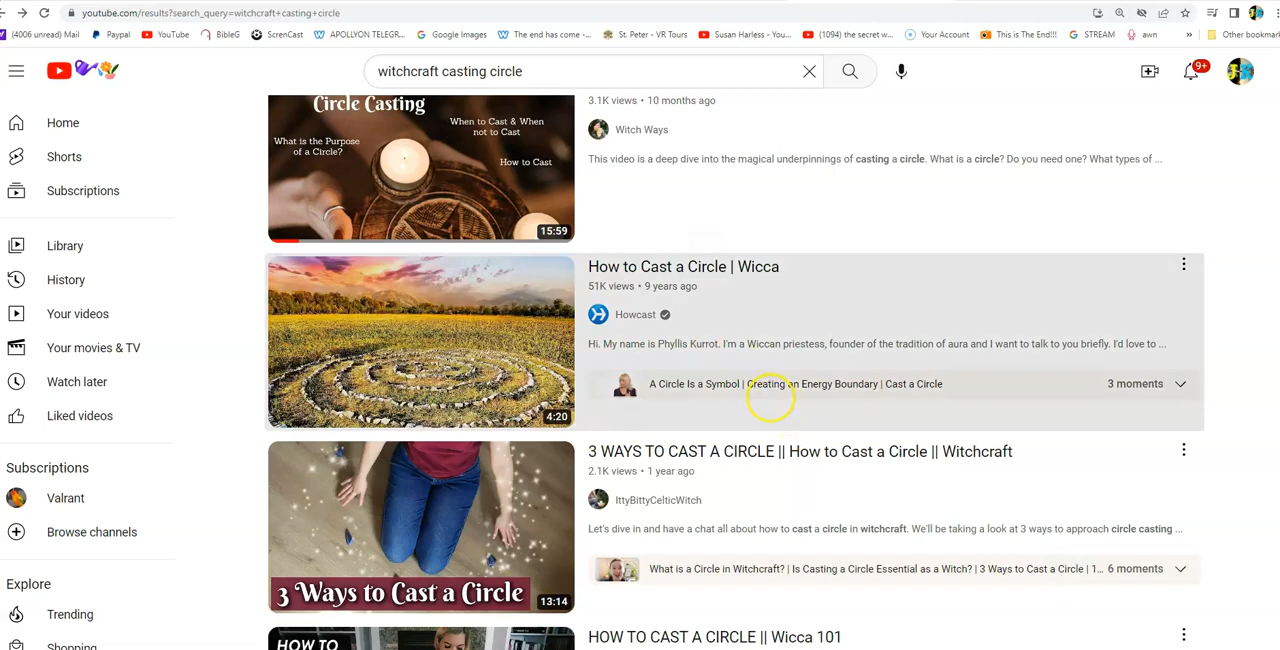 youtube.com/results?search_query=witchcraft+casting+circle
(4006 unread) Mail Paypal YouTube BibleG ScrenCast APOLLYON TELEGR... Google Images The end has come -... St. Peter - VR Tours Susan Harless - You... (1094) the secret w... Your Account This is The End!!! STREAM awn » Other bookmar
witchcraft casting circle
9+
Home
Shorts
Subscriptions
Library
History
Your videos
Your movies & TV
Watch later
Liked videos
Subscriptions
Valrant
Browse channels
Explore
Trending
Shopping
Circle Casting
What is the Purpose
of a Circle?
When to Cast & When
not to Cast
How to Cast
15:59
3.1K views • 10 months ago
Witch Ways
This video is a deep dive into the magical underpinnings of casting a circle. What is a circle? Do you need one? What types of ...
4:20
How to Cast a Circle | Wicca
51K views • 9 years ago
Howcast
Hi. My name is Phyllis Kurrot. I'm a Wiccan priestess, founder of the tradition of aura and I want to talk to you briefly. I'd love to ...
A Circle Is a Symbol | Creating an Energy Boundary | Cast a Circle 3 moments
3 Ways to Cast a Circle
13:14
3 WAYS TO CAST A CIRCLE || How to Cast a Circle || Witchcraft
2.1K views • 1 year ago
IttyBittyCelticWitch
Let's dive in and have a chat all about how to cast a circle in witchcraft. We'll be taking a look at 3 ways to approach circle casting ...
What is a Circle in Witchcraft? | Is Casting a Circle Essential as a Witch? | 3 Ways to Cast a Circle | 1... 6 moments
HOW TO
HOW TO CAST A CIRCLE || Wicca 101